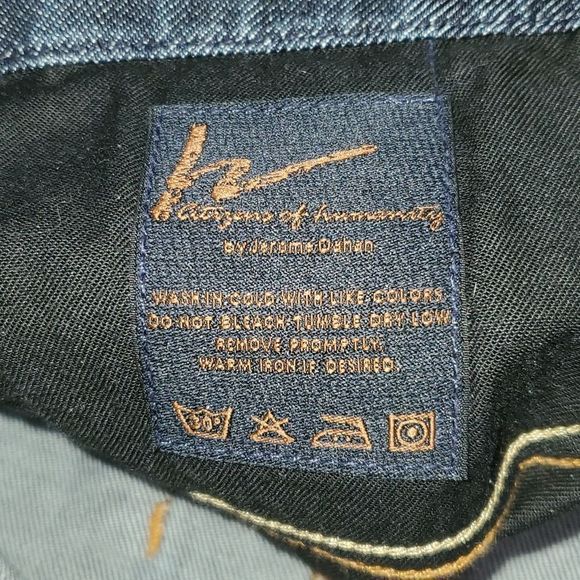 Citizens of humanity
by Jerome Dahan
WASH IN COLD WITH LIKE COLORS
DO NOT BLEACH TUMBLE DRY LOW
REMOVE PROMPTLY.
WARM IRON IF DESIRED.
30°